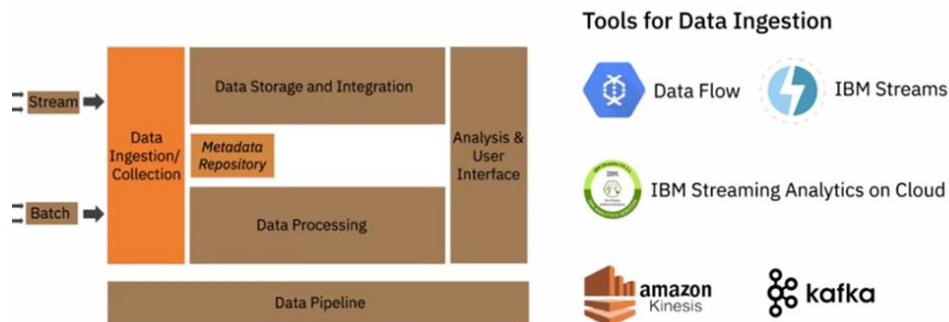 Tools for Data Ingestion
Stream
Batch
Data
Ingestion/
Collection
Data Storage and Integration
Metadata
Repository
Data Processing
Analysis &
User
Interface
Data Pipeline
Data Flow
IBM Streams
IBM
IBM Streaming Analytics on Cloud
amazon
Kinesis
kafka